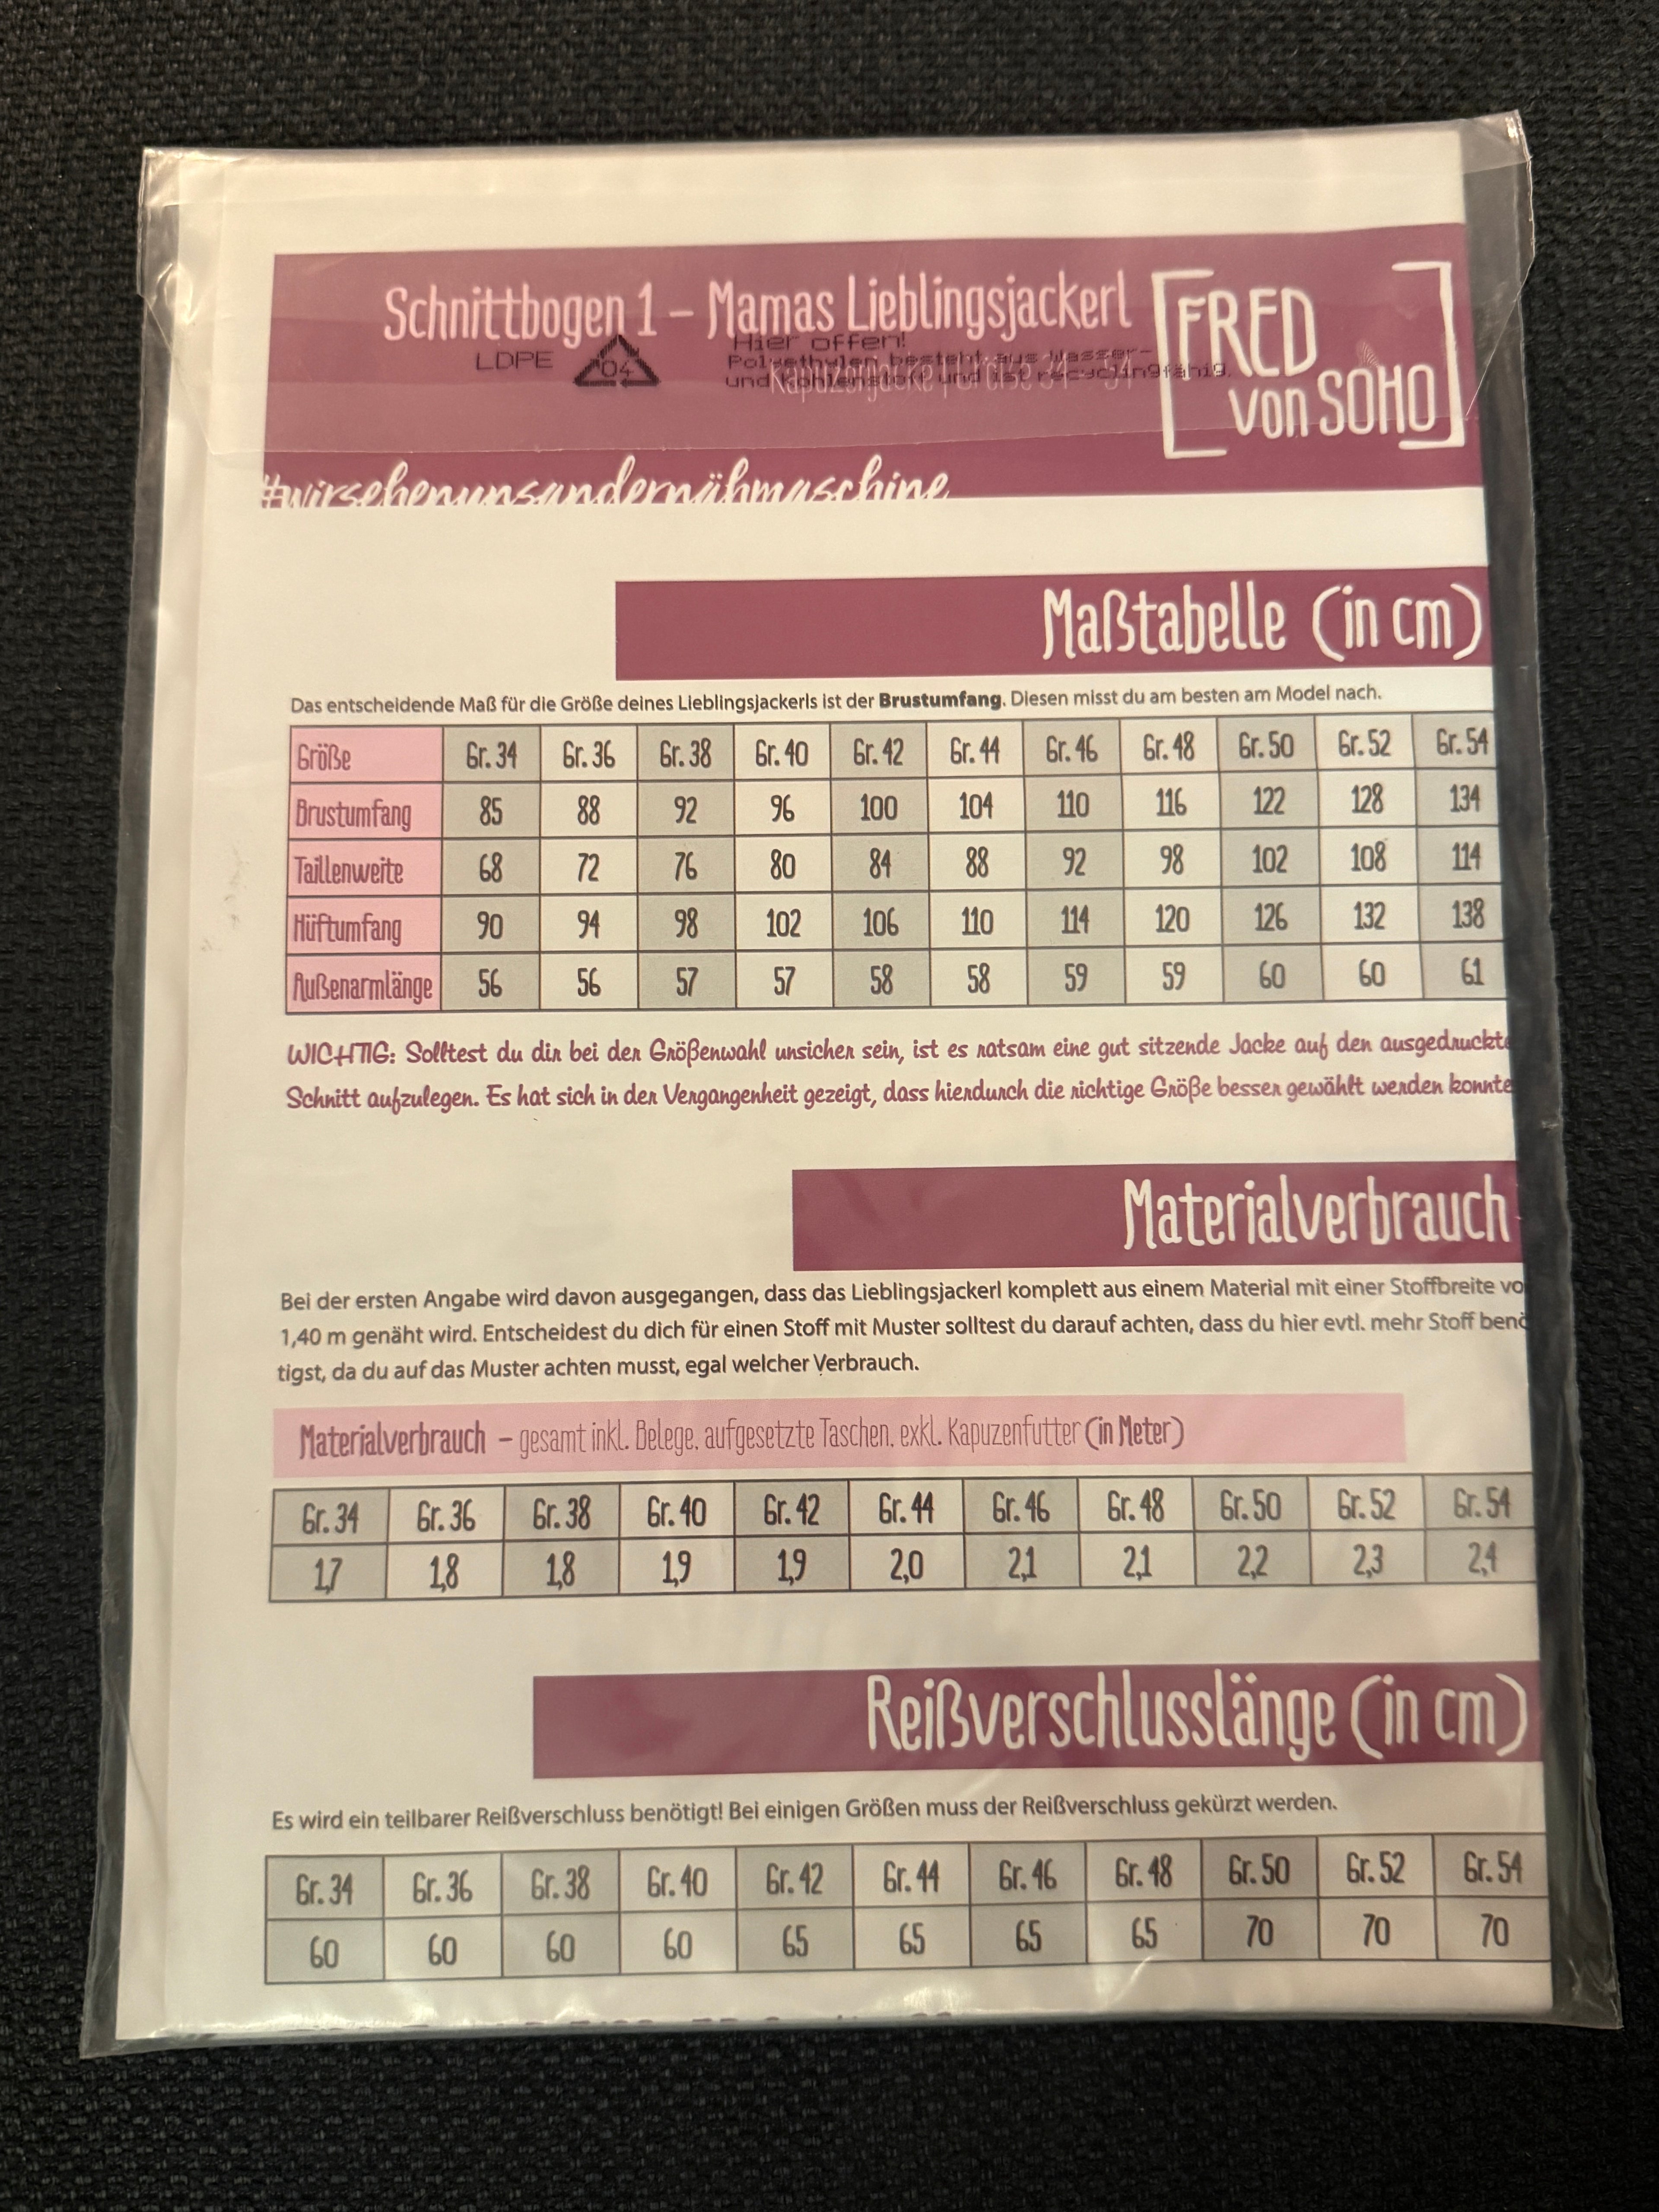 Schnittbogen 1 – Mamas Lieblingsjackerl
[FRED
von SOHO]
LDPE
04
Hier offen!
Polyethylen besteht aus Wasser-
und Kohlenstoff und ist recyclingfähig.
Kapuzenjacke | Größe 34 - 54
#wirsehenunsandernähmaschine
Maßtabelle (in cm)
Das entscheidende Maß für die Größe deines Lieblingsjackerls ist der Brustumfang. Diesen misst du am besten am Model nach.
Größe Gr. 34 Gr. 36 Gr. 38 Gr. 40 Gr. 42 Gr. 44 Gr. 46 Gr. 48 Gr. 50 Gr. 52 Gr. 54
Brustumfang 85 88 92 96 100 104 110 116 122 128 134
Taillenweite 68 72 76 80 84 88 92 98 102 108 114
Hüftumfang 90 94 98 102 106 110 114 120 126 132 138
Außenarmlänge 56 56 57 57 58 58 59 59 60 60 61
WICHTIG: Solltest du dir bei der Größenwahl unsicher sein, ist es ratsam eine gut sitzende Jacke auf den ausgedruckte
Schnitt aufzulegen. Es hat sich in der Vergangenheit gezeigt, dass hierdurch die richtige Größe besser gewählt werden konnte
Materialverbrauch
Bei der ersten Angabe wird davon ausgegangen, dass das Lieblingsjackerl komplett aus einem Material mit einer Stoffbreite vo
1,40 m genäht wird. Entscheidest du dich für einen Stoff mit Muster solltest du darauf achten, dass du hier evtl. mehr Stoff benö
tigst, da du auf das Muster achten musst, egal welcher Verbrauch.
Materialverbrauch – gesamt inkl. Belege, aufgesetzte Taschen, exkl. Kapuzenfutter (in Meter)
Gr. 34 Gr. 36 Gr. 38 Gr. 40 Gr. 42 Gr. 44 Gr. 46 Gr. 48 Gr. 50 Gr. 52 Gr. 54
1,7 1,8 1,8 1,9 1,9 2,0 2,1 2,1 2,2 2,3 2,4
Reißverschlusslänge (in cm)
Es wird ein teilbarer Reißverschluss benötigt! Bei einigen Größen muss der Reißverschluss gekürzt werden.
Gr. 34 Gr. 36 Gr. 38 Gr. 40 Gr. 42 Gr. 44 Gr. 46 Gr. 48 Gr. 50 Gr. 52 Gr. 54
60 60 60 60 65 65 65 65 70 70 70